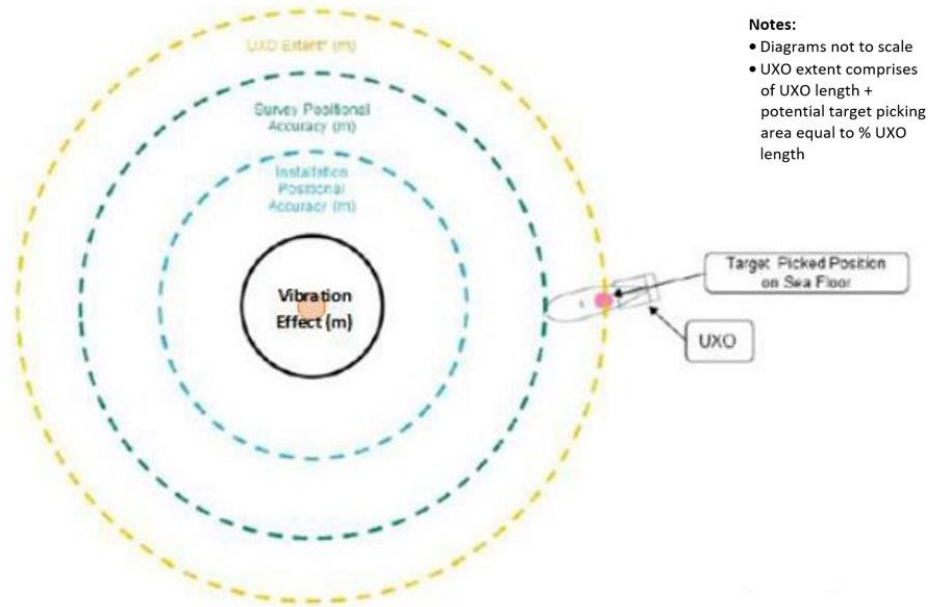 Notes:
• Diagrams not to scale
• UXO extent comprises
of UXO length +
potential target picking
area equal to % UXO
length
UXO Extent* (m)
Survey Positional
Accuracy (m)
Installation
Positional
Accuracy (m)
Vibration
Effect (m)
Target Picked Position
on Sea Floor
UXO